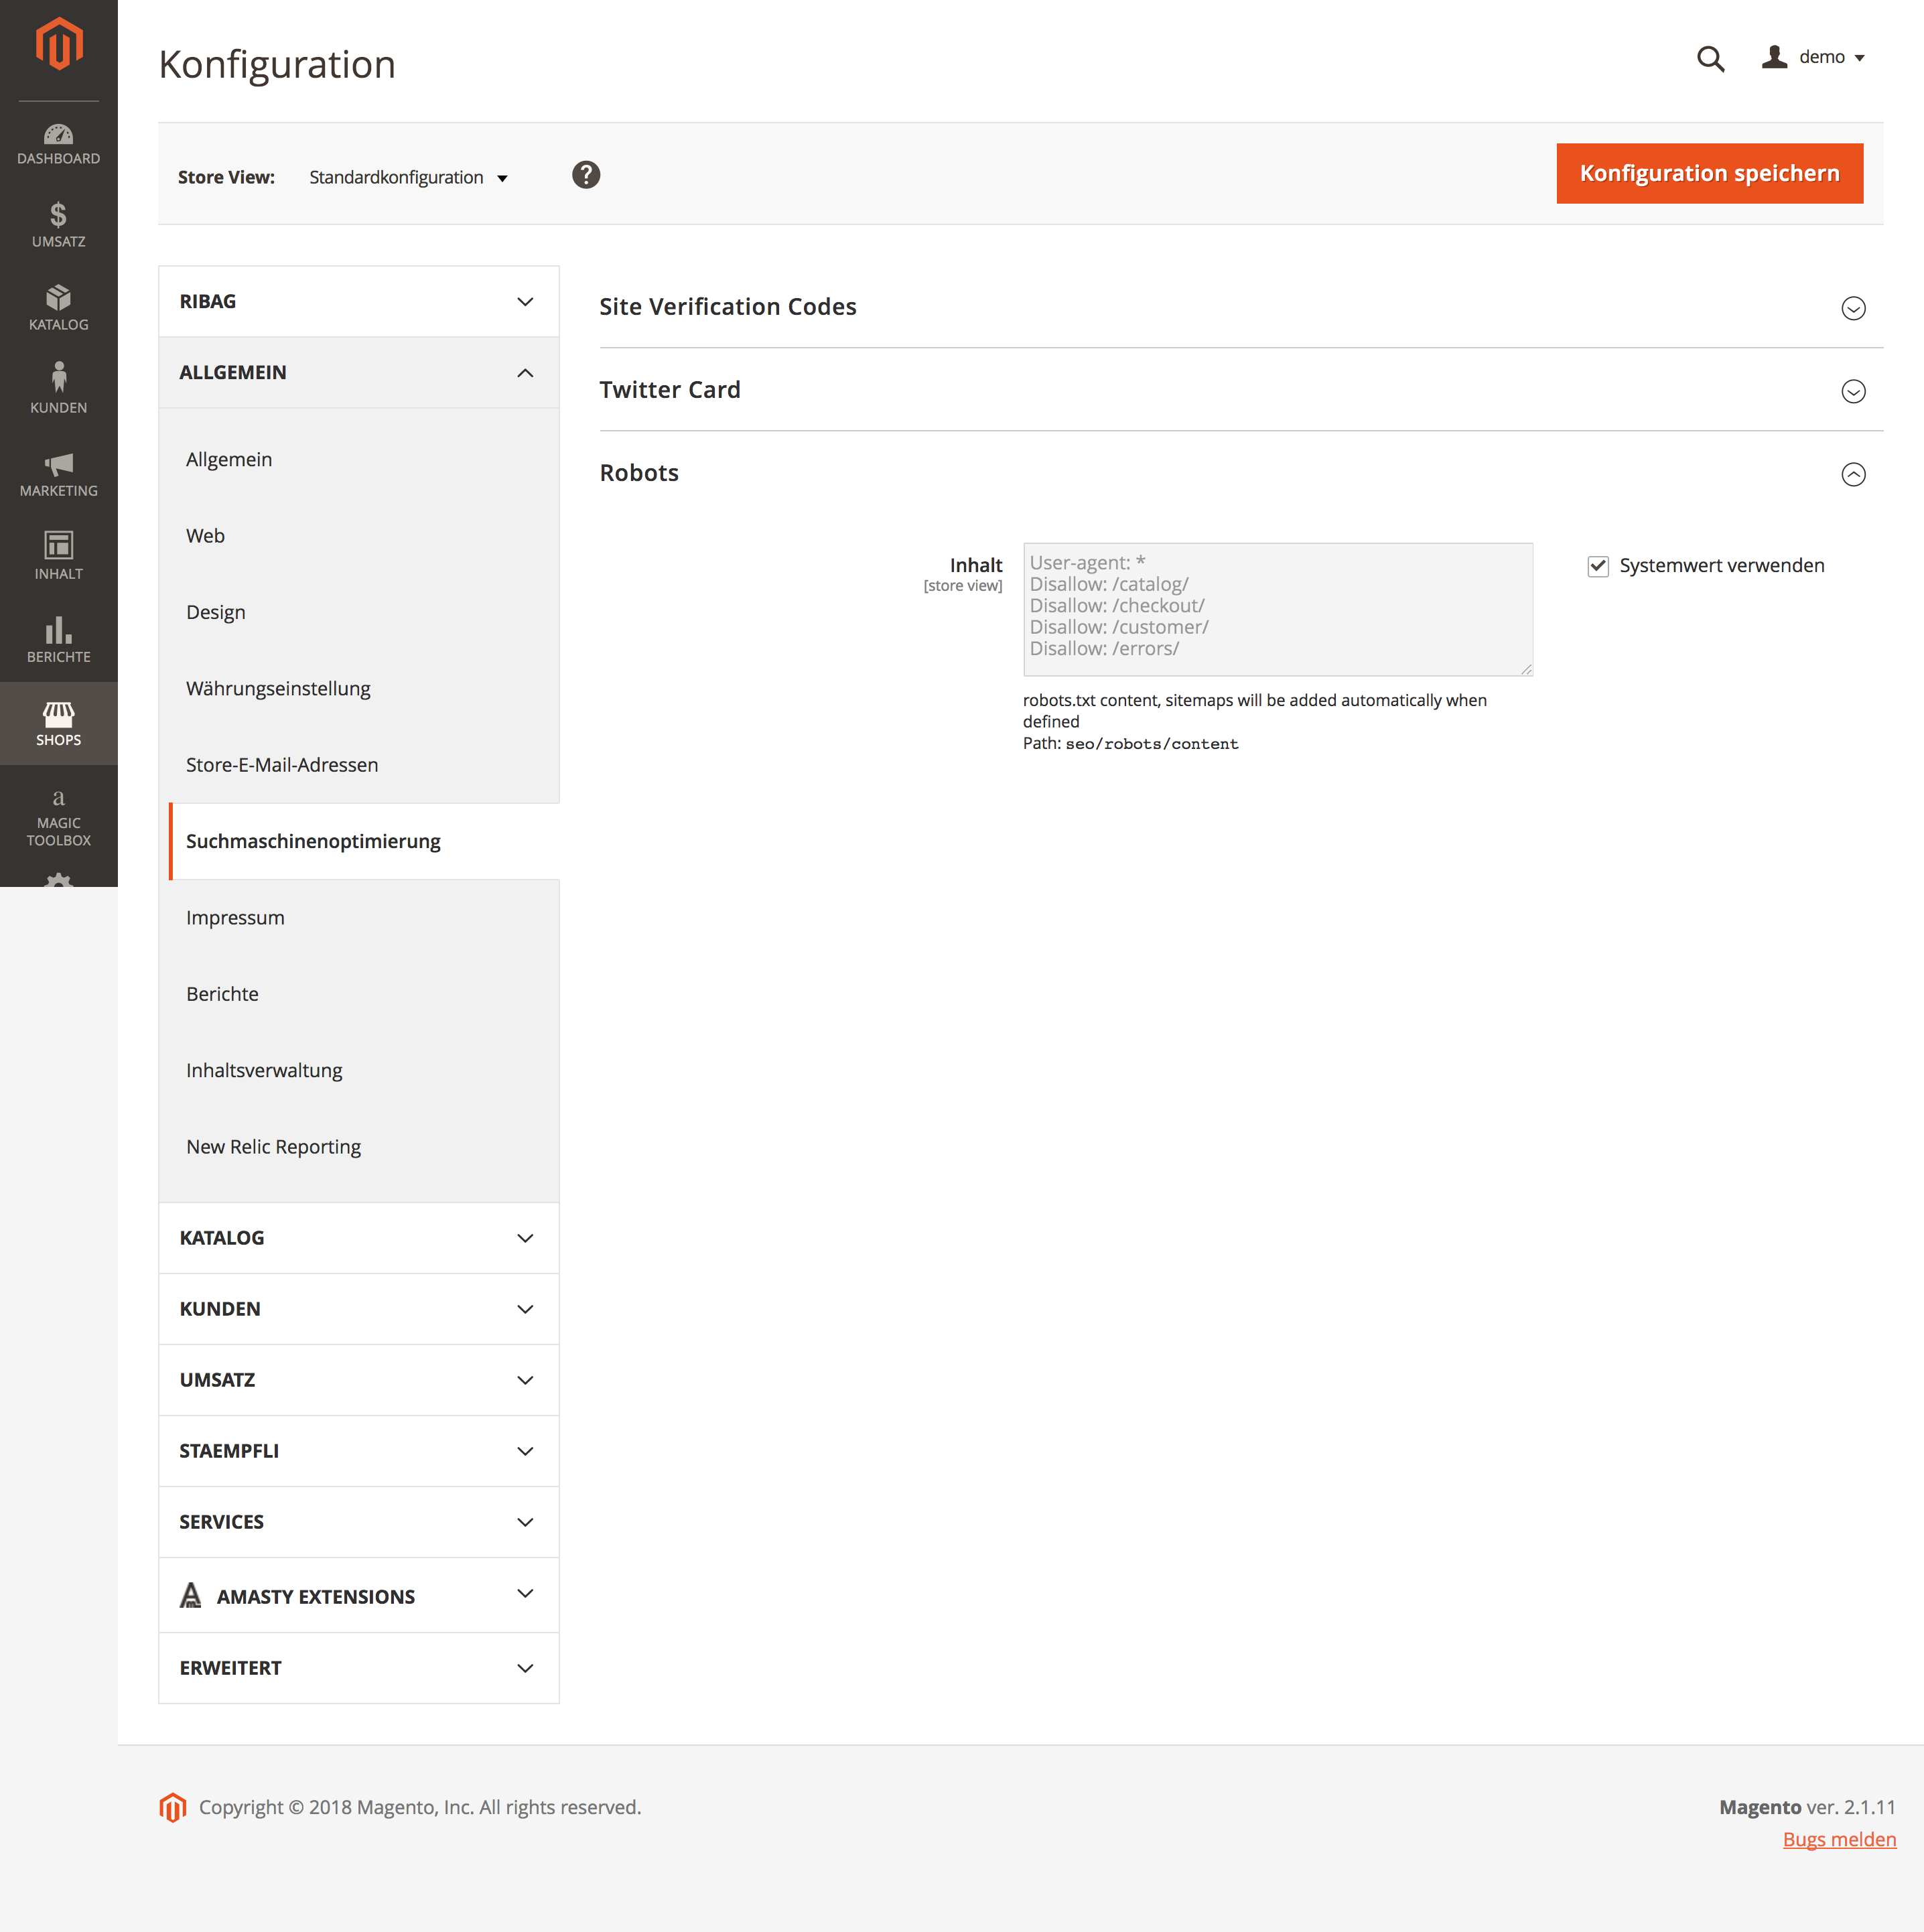 Konfiguration
demo
DASHBOARD
UMSATZ
KATALOG
KUNDEN
MARKETING
INHALT
BERICHTE
SHOPS
a
MAGIC
TOOLBOX
Store View:
Standardkonfiguration
?
Konfiguration speichern
RIBAG
ALLGEMEIN
Allgemein
Web
Design
Währungseinstellung
Store-E-Mail-Adressen
Suchmaschinenoptimierung
Impressum
Berichte
Inhaltsverwaltung
New Relic Reporting
KATALOG
KUNDEN
UMSATZ
STAEMPFLI
SERVICES
AMASTY EXTENSIONS
ERWEITERT
Site Verification Codes
Twitter Card
Robots
Inhalt
[store view]
User-agent: *
Disallow: /catalog/
Disallow: /checkout/
Disallow: /customer/
Disallow: /errors/
Systemwert verwenden
robots.txt content, sitemaps will be added automatically when
defined
Path: seo/robots/content
Copyright © 2018 Magento, Inc. All rights reserved.
Magento ver. 2.1.11
Bugs melden